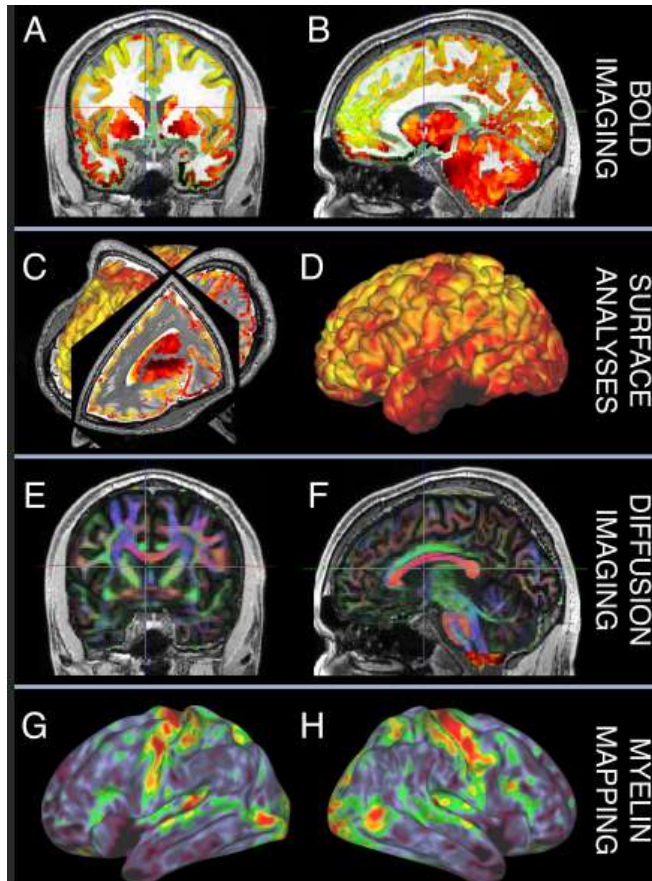 A
B
BOLD
IMAGING
C
D
SURFACE
ANALYSES
E
F
DIFFUSION
IMAGING
G
H
MYELIN
MAPPING